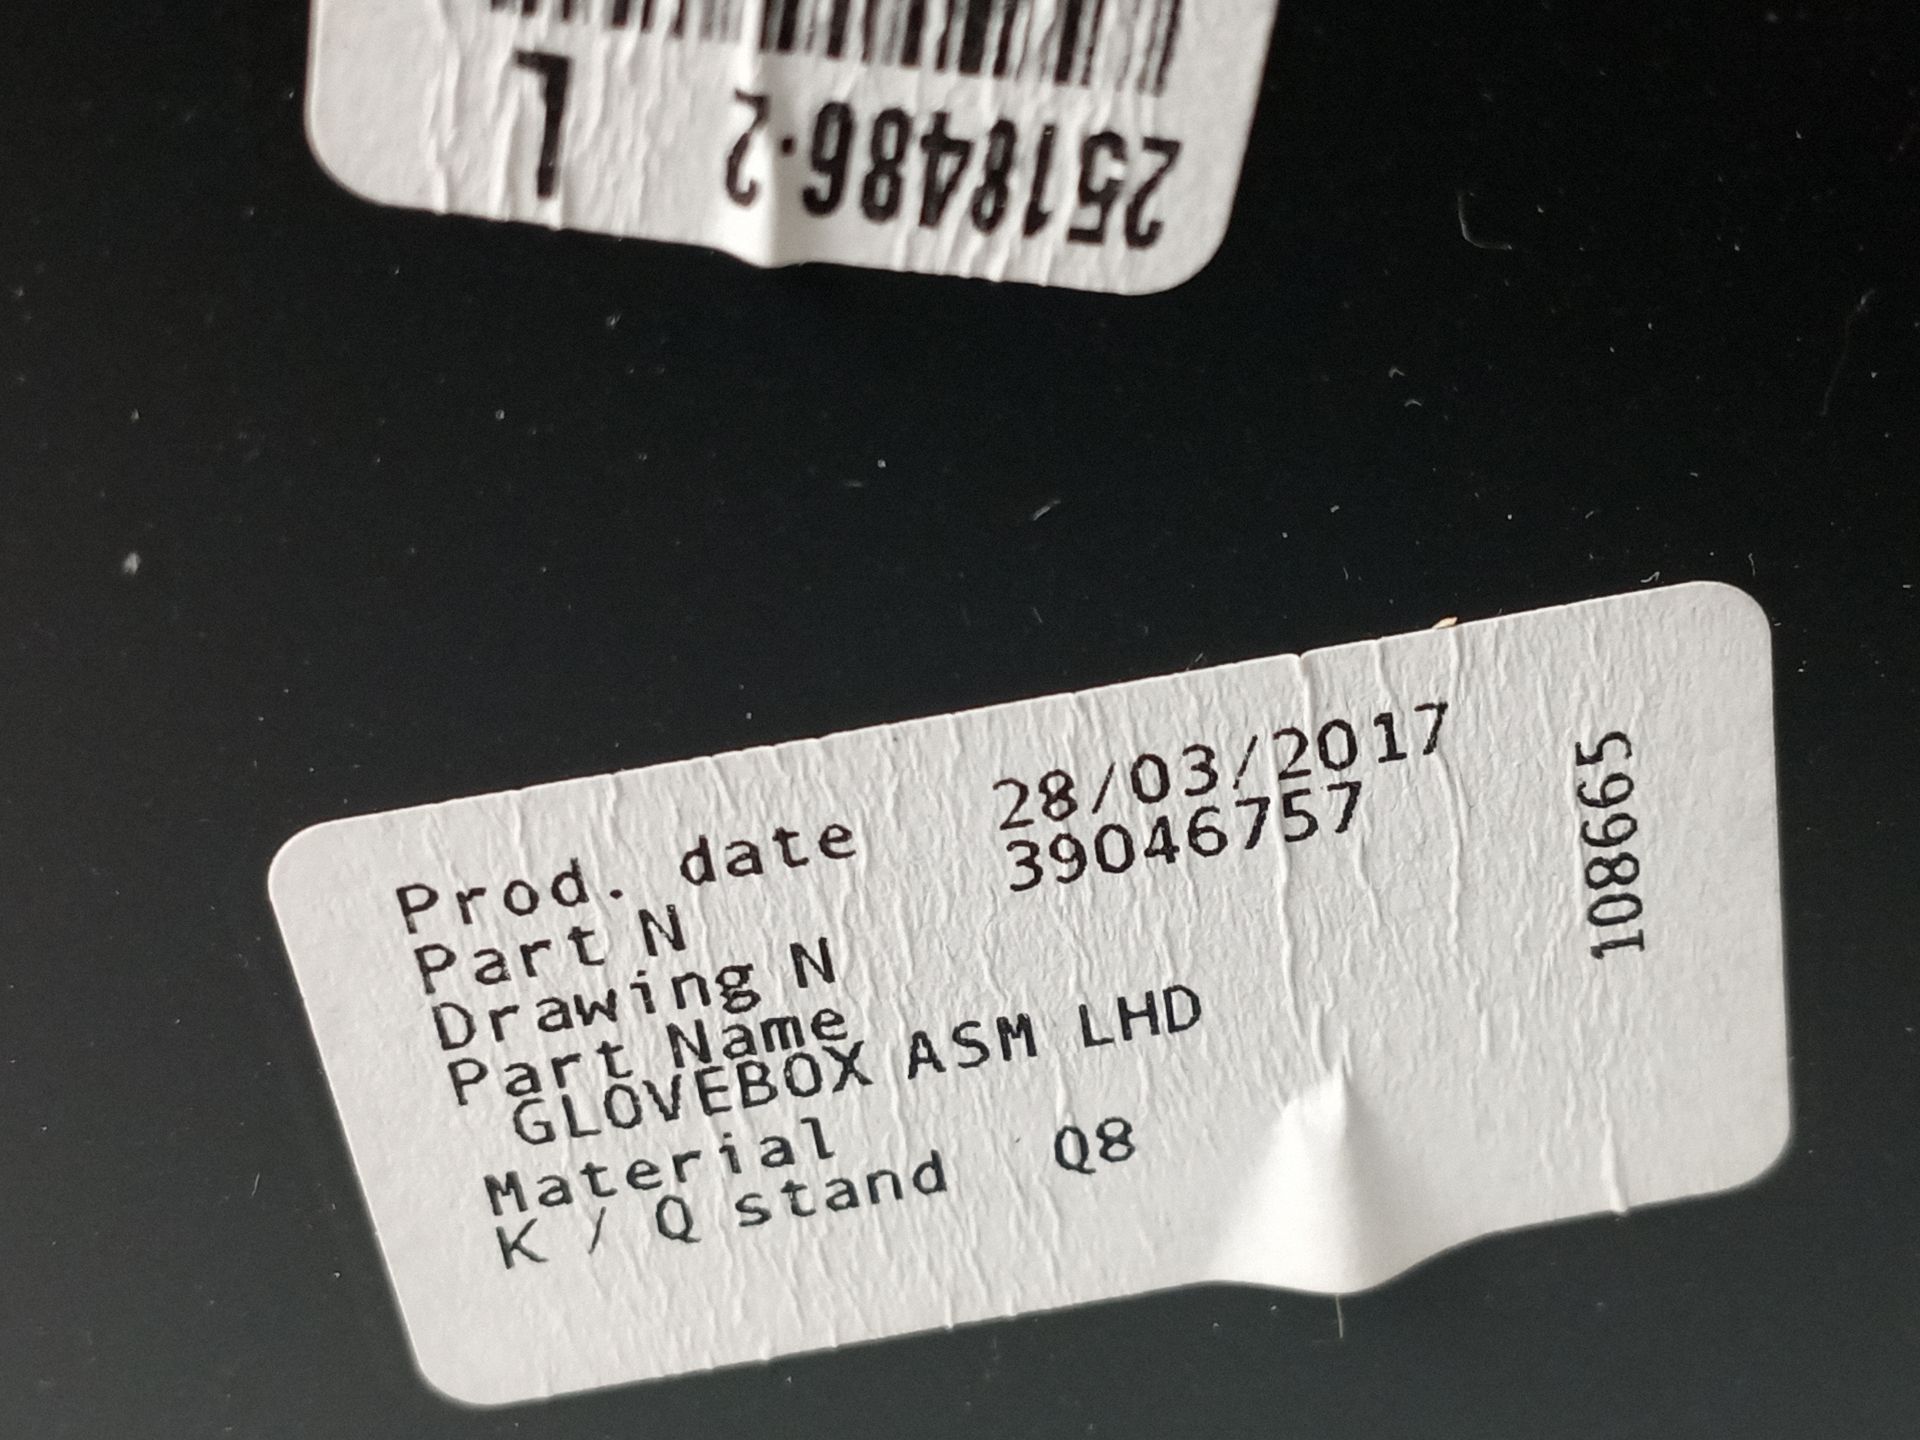 2518486·2 L
Prod. date 28/03/2017
Part N 39046757
Drawing N
Part Name
GLOVEBOX ASM LHD
Material
K / Q stand Q8
108665